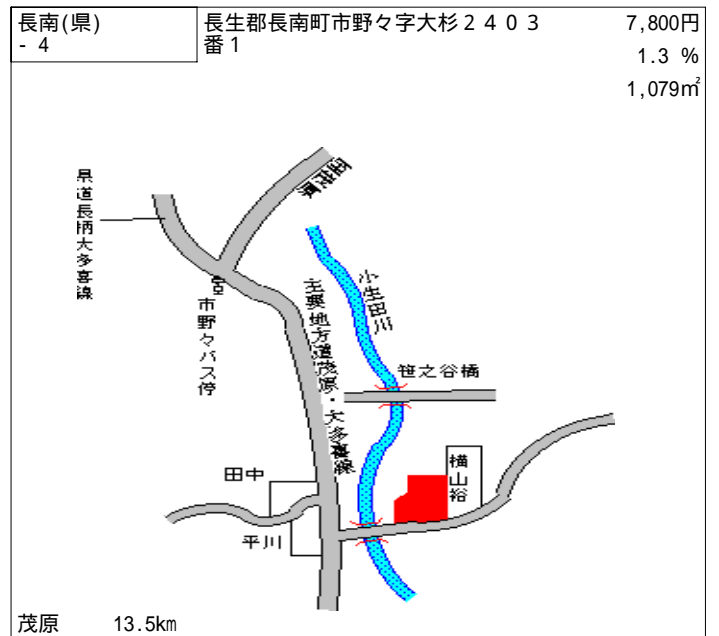 長南(県)
- 4
長生郡長南町市野々字大杉２４０３
番１
7,800円
1.3 %
1,079㎡
県道長柄大多喜線
市野々バス停
主要地方道茂原・大多喜線
小生田川
笹之谷橋
横山裕
田中
平川
茂原 13.5km